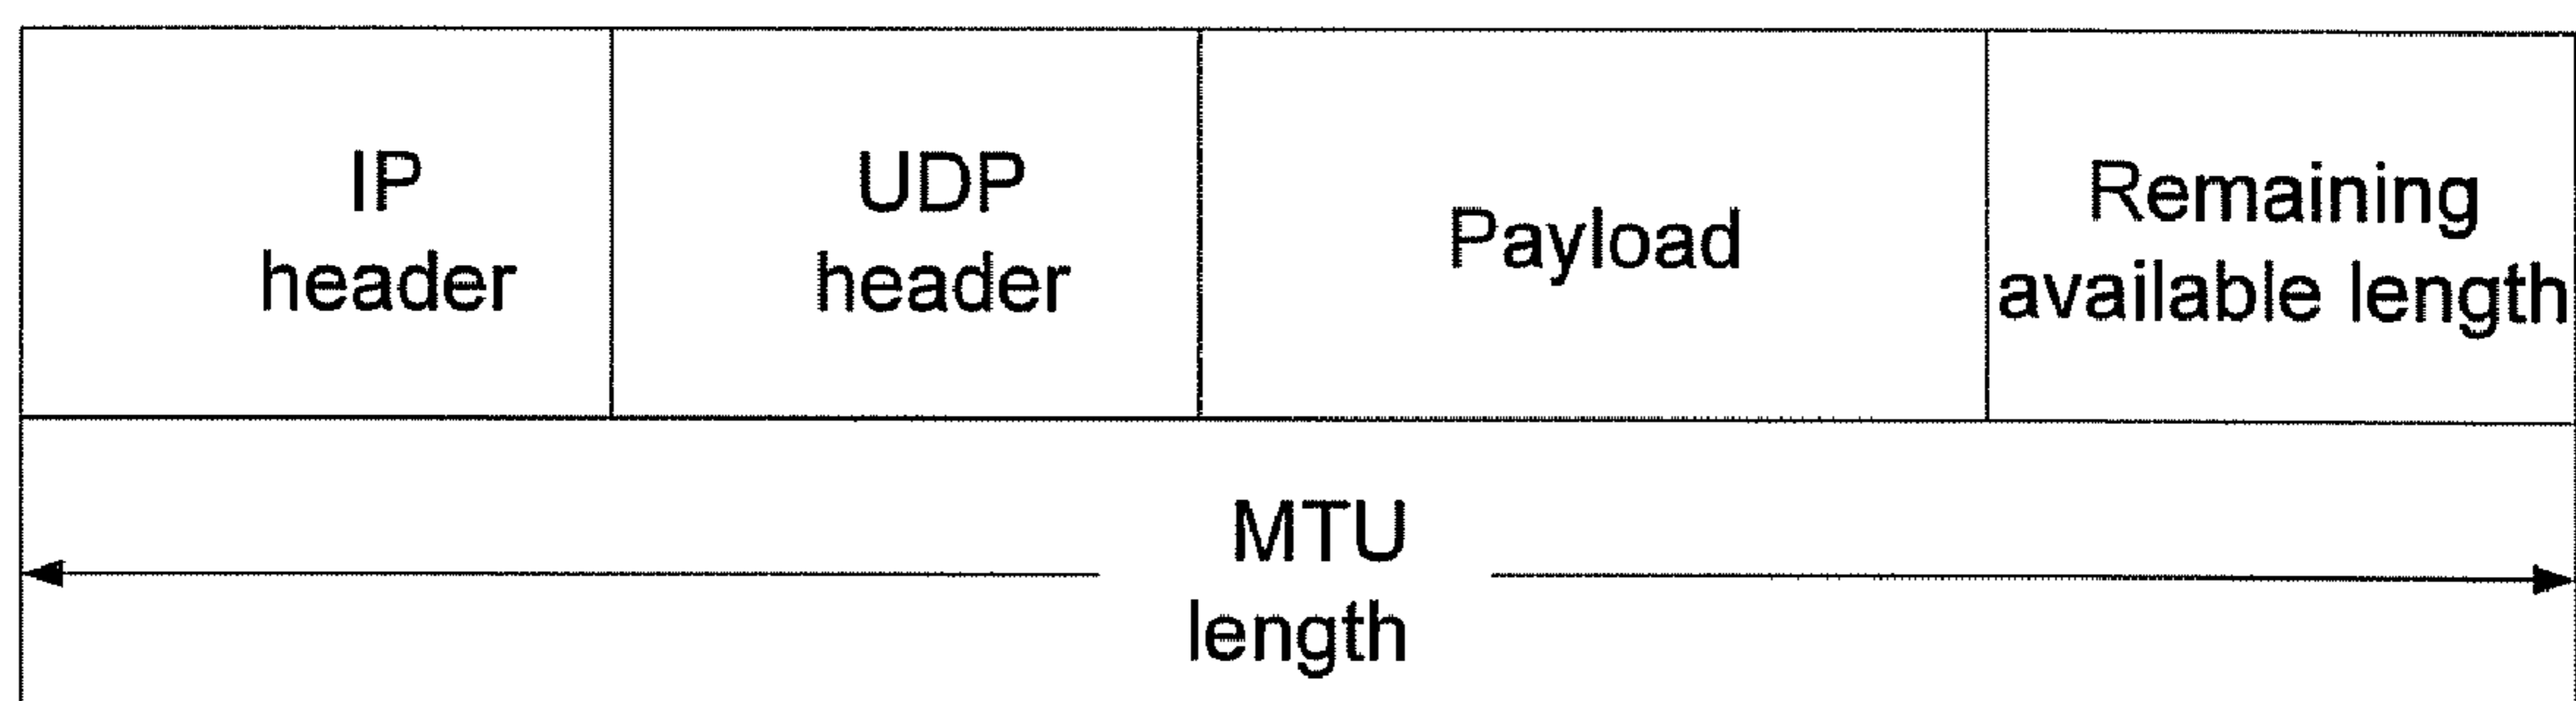 IP
header
UDP
header
Payload
Remaining
available length
MTU
length